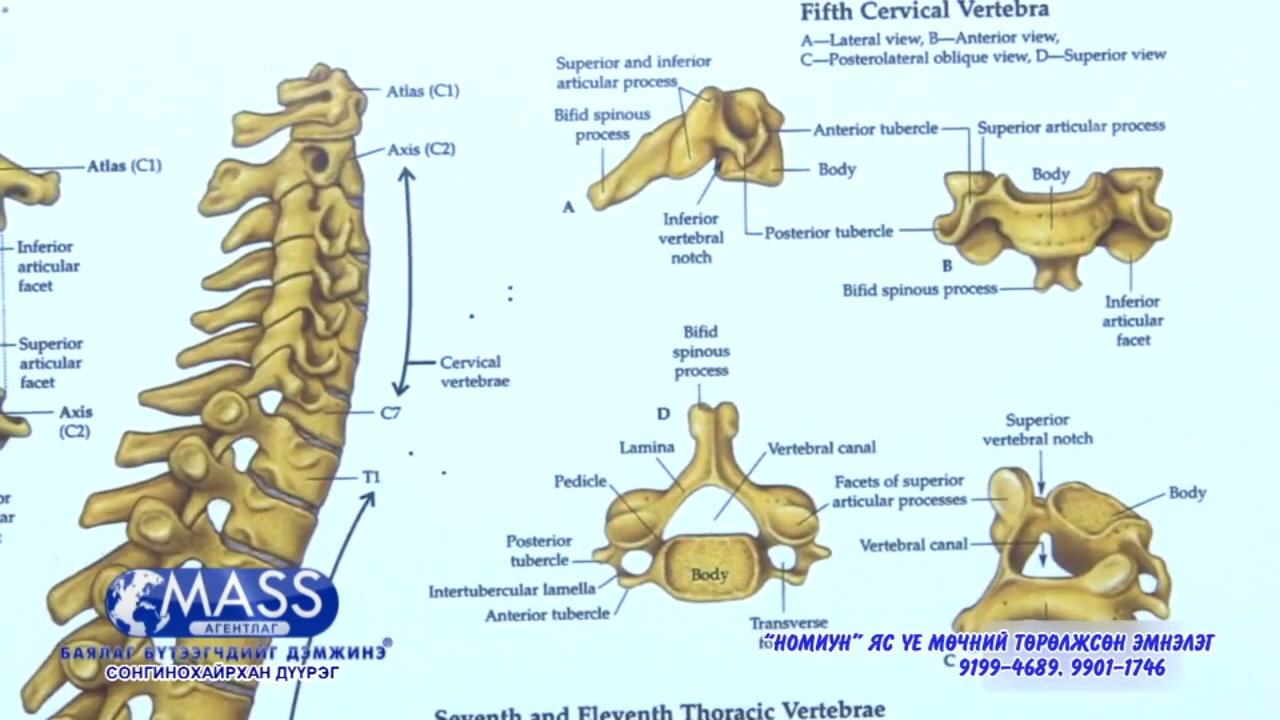 Fifth Cervical Vertebra
A—Lateral view, B—Anterior view,
C—Posterolateral oblique view, D—Superior view
Superior and inferior
articular process
Bifid spinous
process
A
Anterior tubercle
Body
Inferior
vertebral
notch
Posterior tubercle
Superior articular process
Body
B
Bifid spinous process
Inferior
articular
facet
Atlas (C1)
Axis (C2)
Cervical
vertebrae
C7
T1
Atlas (C1)
Inferior
articular
facet
Superior
articular
facet
Axis
(C2)
Bifid
spinous
process
D
Lamina
Vertebral canal
Pedicle
Posterior
tubercle
Intertubercular lamella
Anterior tubercle
Body
Transverse
Facets of superior
articular processes
Superior
vertebral notch
Body
Vertebral canal
C
MASS
АГЕНТЛАГ
БАЯЛАГ БҮТЭЭГЧДИЙГ ДЭМЖИНЭ®
СОНГИНОХАЙРХАН ДҮҮРЭГ
"НОМИУН" ЯС ҮЕ МӨЧНИЙ ТӨРӨЛЖСӨН ЭМНЭЛЭГ
9199-4689. 9901-1746
Seventh and Eleventh Thoracic Vertebrae